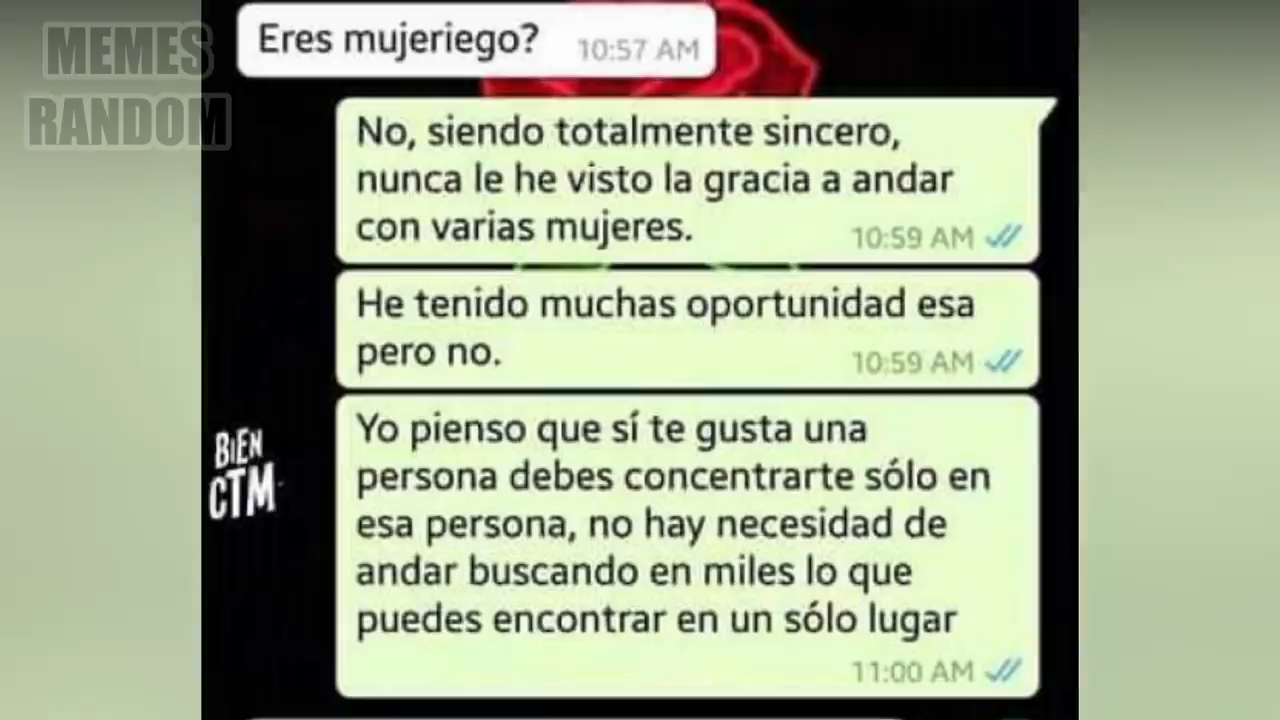 MEMES
RANDOM
Eres mujeriego?
10:57 AM
No, siendo totalmente sincero,
nunca le he visto la gracia a andar
con varias mujeres.
10:59 AM
He tenido muchas oportunidad esa
pero no.
10:59 AM
BiEN
CTM
Yo pienso que sí te gusta una
persona debes concentrarte sólo en
esa persona, no hay necesidad de
andar buscando en miles lo que
puedes encontrar en un sólo lugar
11:00 AM